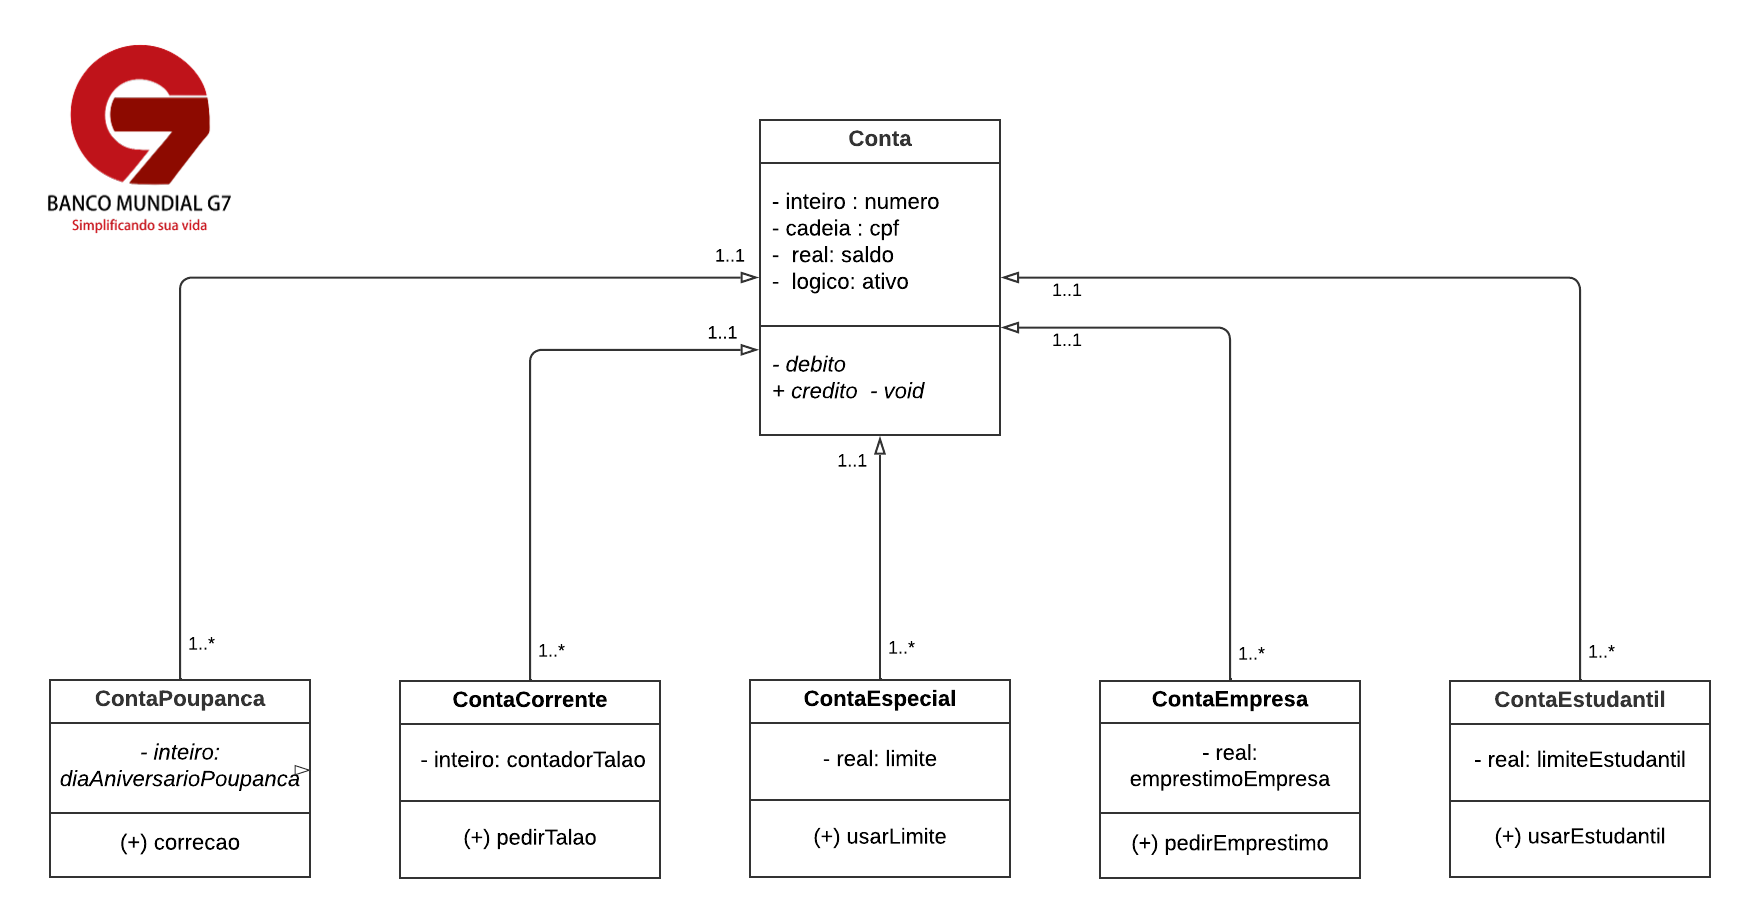 BANCO MUNDIAL G7
Simplificando sua vida
Conta
- inteiro : numero
- cadeia : cpf
- real: saldo
- logico: ativo
- debito
+ credito - void
1..1
1..1
1..1
1..1
1..1
1..*
1..*
1..*
1..*
1..*
ContaPoupanca
- inteiro:
diaAniversarioPoupanca
(+) correcao
ContaCorrente
- inteiro: contadorTalao
(+) pedirTalao
ContaEspecial
- real: limite
(+) usarLimite
ContaEmpresa
- real:
emprestimoEmpresa
(+) pedirEmprestimo
ContaEstudantil
- real: limiteEstudantil
(+) usarEstudantil